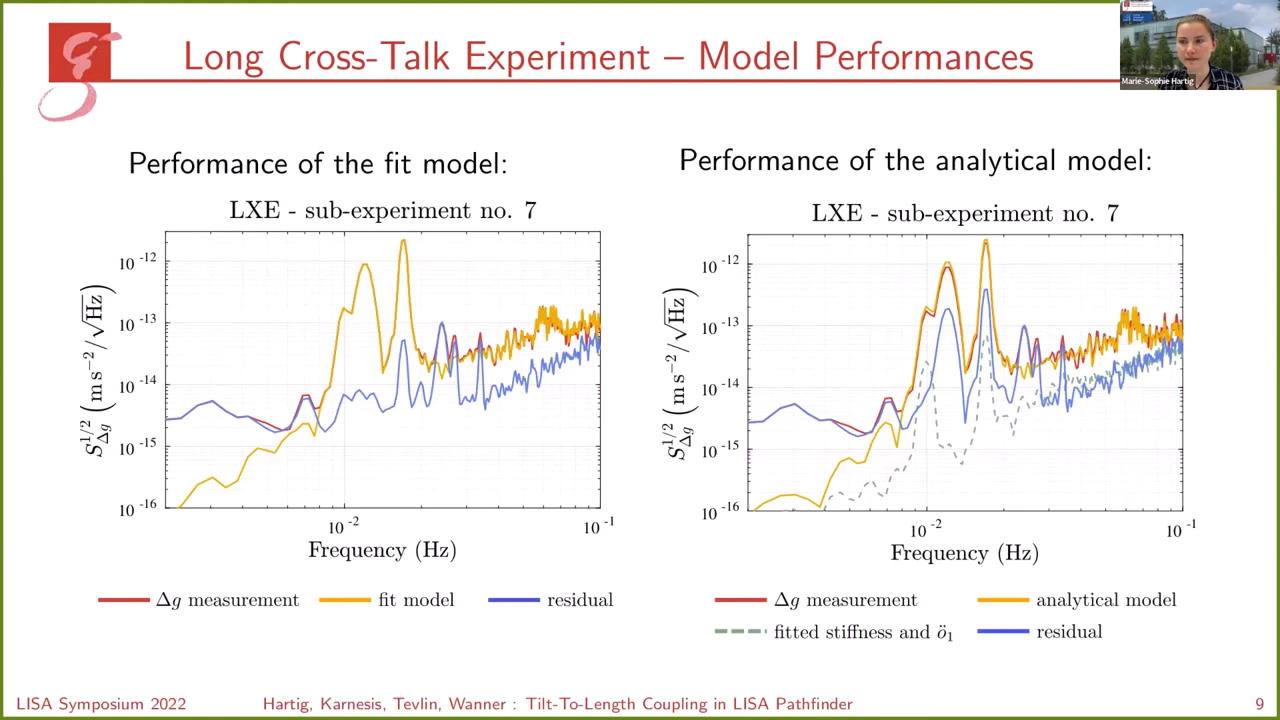 Long Cross-Talk Experiment – Model Performances
Marie-Sophie Hartig
Performance of the fit model:
LXE - sub-experiment no. 7
S^{1/2}_{Δg} (m s⁻²/√Hz)
10⁻¹²
10⁻¹³
10⁻¹⁴
10⁻¹⁵
10⁻¹⁶
10⁻²
10⁻¹
Frequency (Hz)
Δg measurement
fit model
residual
Performance of the analytical model:
LXE - sub-experiment no. 7
S^{1/2}_{Δg} (m s⁻²/√Hz)
10⁻¹²
10⁻¹³
10⁻¹⁴
10⁻¹⁵
10⁻¹⁶
10⁻²
10⁻¹
Frequency (Hz)
Δg measurement
analytical model
fitted stiffness and ö₁
residual
LISA Symposium 2022
Hartig, Karnesis, Tevlin, Wanner : Tilt-To-Length Coupling in LISA Pathfinder
9